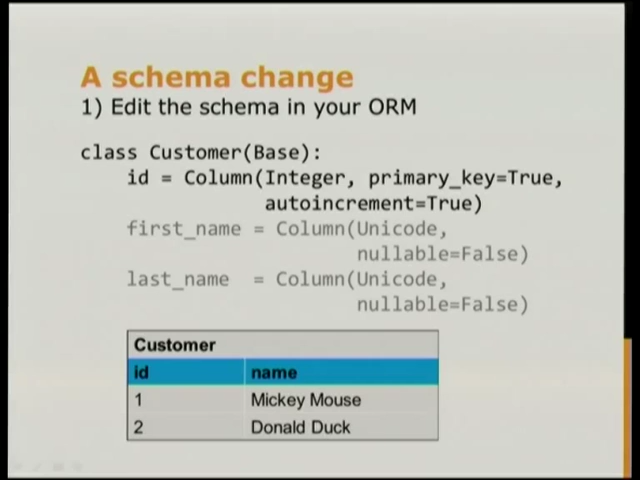 A schema change
1) Edit the schema in your ORM
class Customer(Base):
id = Column(Integer, primary_key=True,
autoincrement=True)
first_name = Column(Unicode,
nullable=False)
last_name = Column(Unicode,
nullable=False)
Customer
id name
1 Mickey Mouse
2 Donald Duck